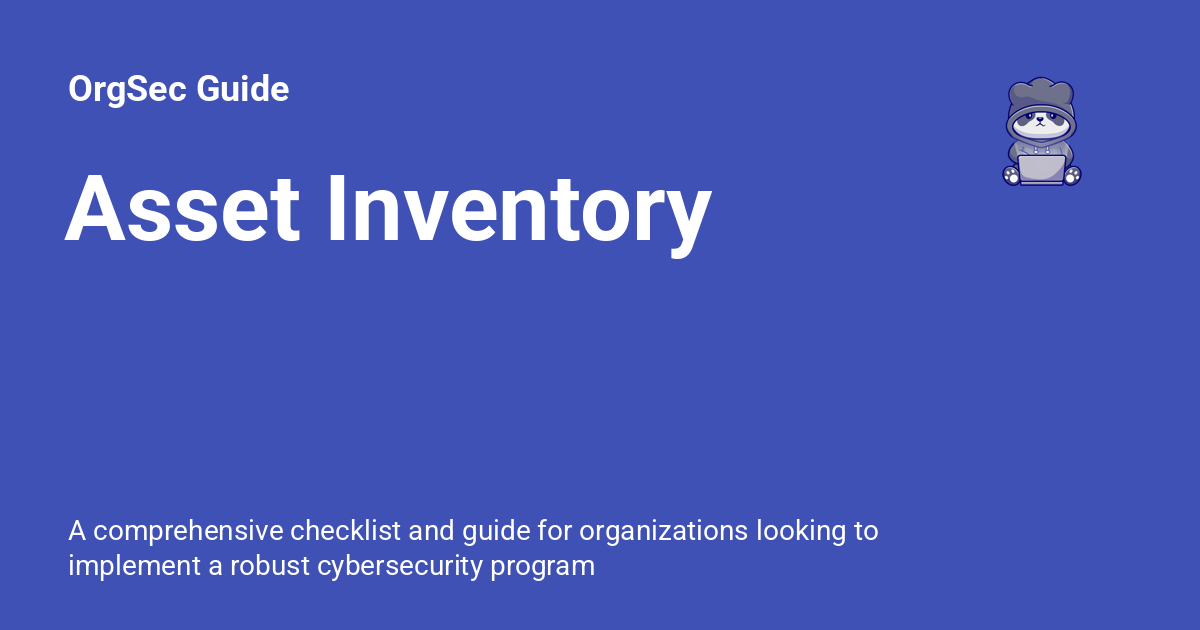 OrgSec Guide
Asset Inventory
A comprehensive checklist and guide for organizations looking to
implement a robust cybersecurity program